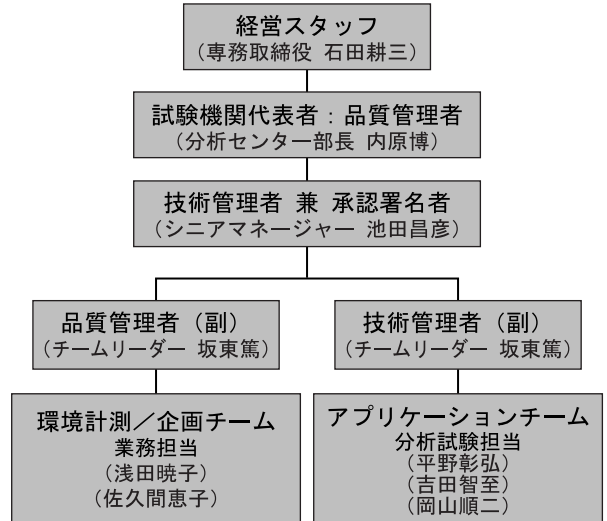 経営スタッフ
（専務取締役 石田耕三）
試験機関代表者：品質管理者
（分析センター部長 内原博）
技術管理者 兼 承認署名者
（シニアマネージャー 池田昌彦）
品質管理者（副）
（チームリーダー 坂東篤）
技術管理者（副）
（チームリーダー 坂東篤）
環境計測／企画チーム
業務担当
（浅田暁子）
（佐久間恵子）
アプリケーションチーム
分析試験担当
（平野彰弘）
（吉田智至）
（岡山順二）